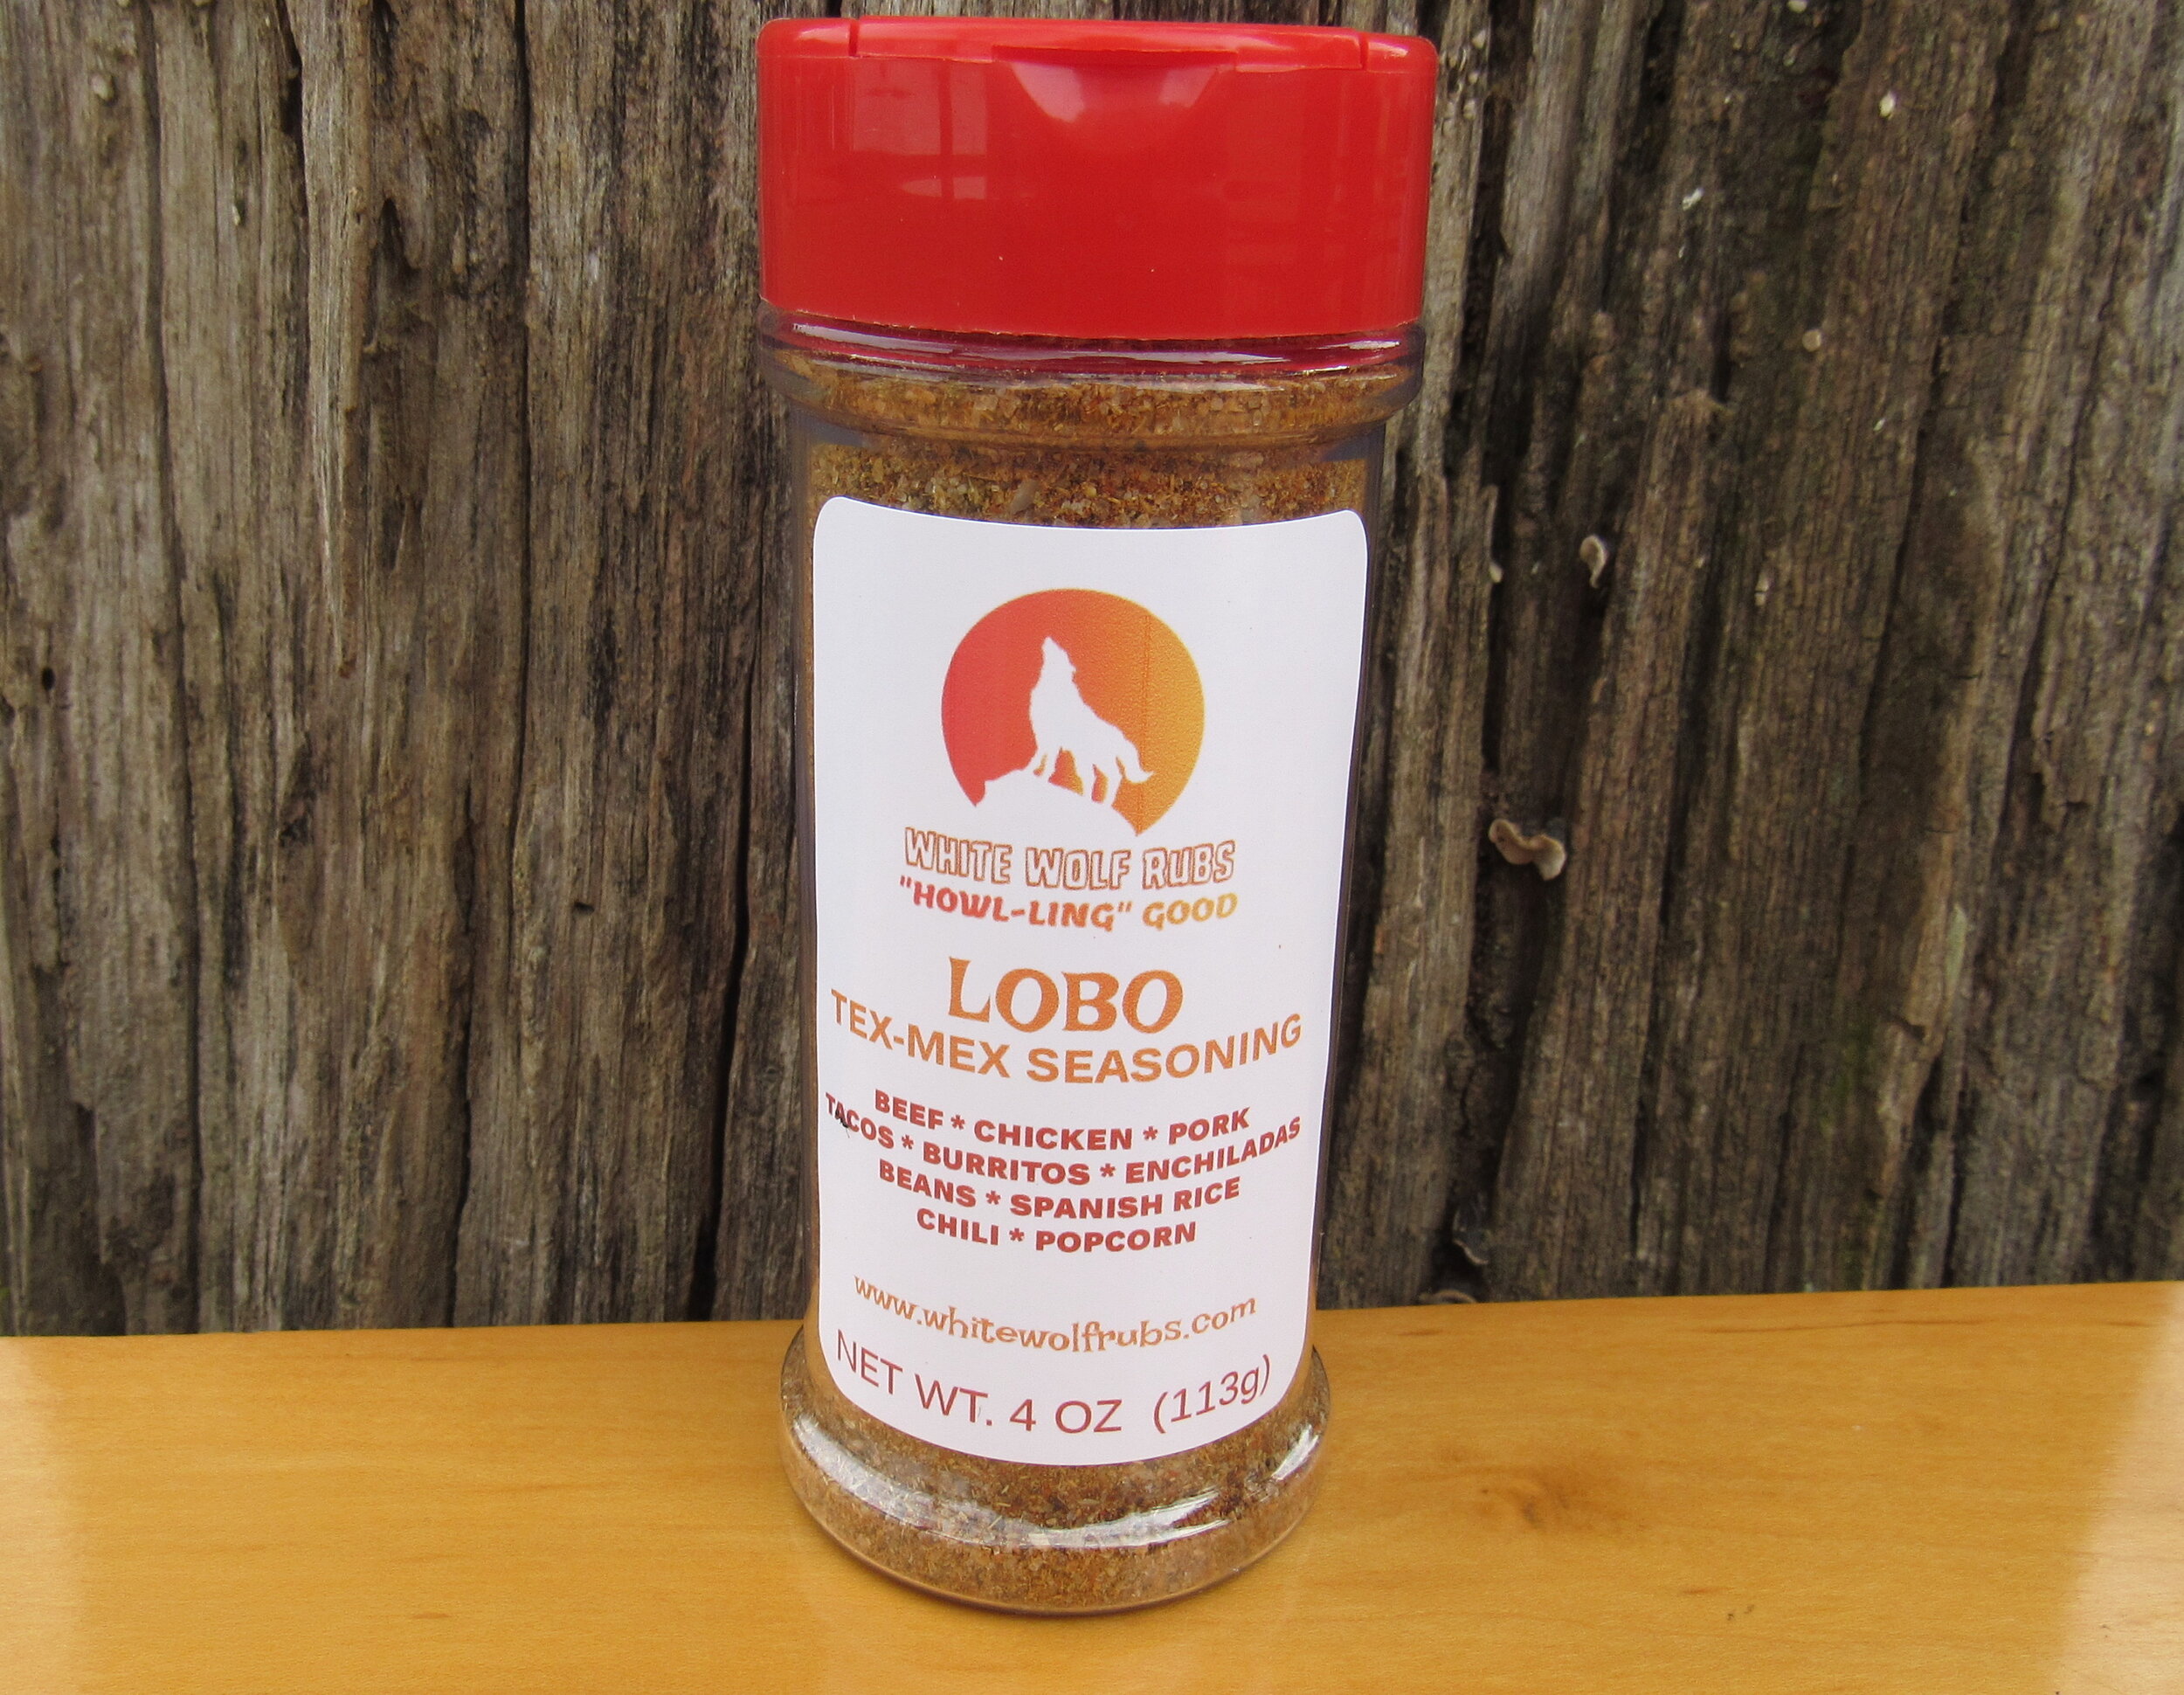 WHITE WOLF RUBS
"HOWL-LING" GOOD
LOBO
TEX-MEX SEASONING
BEEF * CHICKEN * PORK
TACOS * BURRITOS * ENCHILADAS
BEANS * SPANISH RICE
CHILI * POPCORN
www.whitewolfrubs.com
NET WT. 4 OZ (113g)